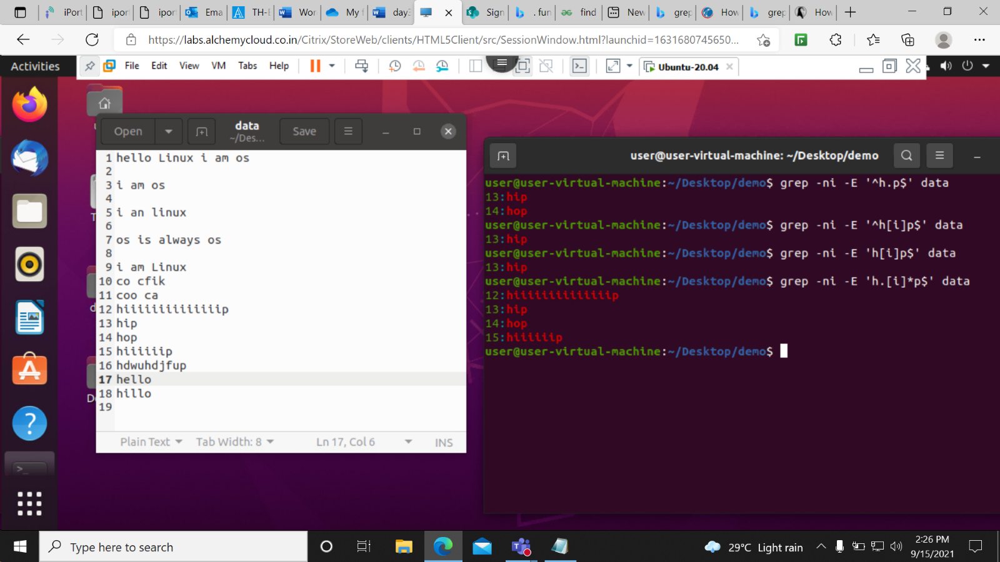 iPort
ipor
ipor
Ema
TH-E
Wor
My f
day3
Sign
. fun
find
New
grep
How
grep
How
https://labs.alchemycloud.co.in/Citrix/StoreWeb/clients/HTML5Client/src/SessionWindow.html?launchid=1631680745650...
Activities
File Edit View VM Tabs Help
Ubuntu-20.04
Open
data
~/Des...
Save
1 hello Linux i am os
2
3 i am os
4
5 i an linux
6
7 os is always os
8
9 i am Linux
10 co cfik
11 coo ca
12 hiiiiiiiiiiiiiip
13 hip
14 hop
15 hiiiiiip
16 hdwuhdjfup
17 hello
18 hillo
19
Plain Text Tab Width: 8 Ln 17, Col 6 INS
user@user-virtual-machine: ~/Desktop/demo
user@user-virtual-machine:~/Desktop/demo$ grep -ni -E '^h.p$' data
13:hip
14:hop
user@user-virtual-machine:~/Desktop/demo$ grep -ni -E '^h[i]p$' data
13:hip
user@user-virtual-machine:~/Desktop/demo$ grep -ni -E 'h[i]p$' data
13:hip
user@user-virtual-machine:~/Desktop/demo$ grep -ni -E 'h.[i]*p$' data
12:hiiiiiiiiiiiiiip
13:hip
14:hop
15:hiiiiiip
user@user-virtual-machine:~/Desktop/demo$
Type here to search
29°C Light rain
2:26 PM
9/15/2021